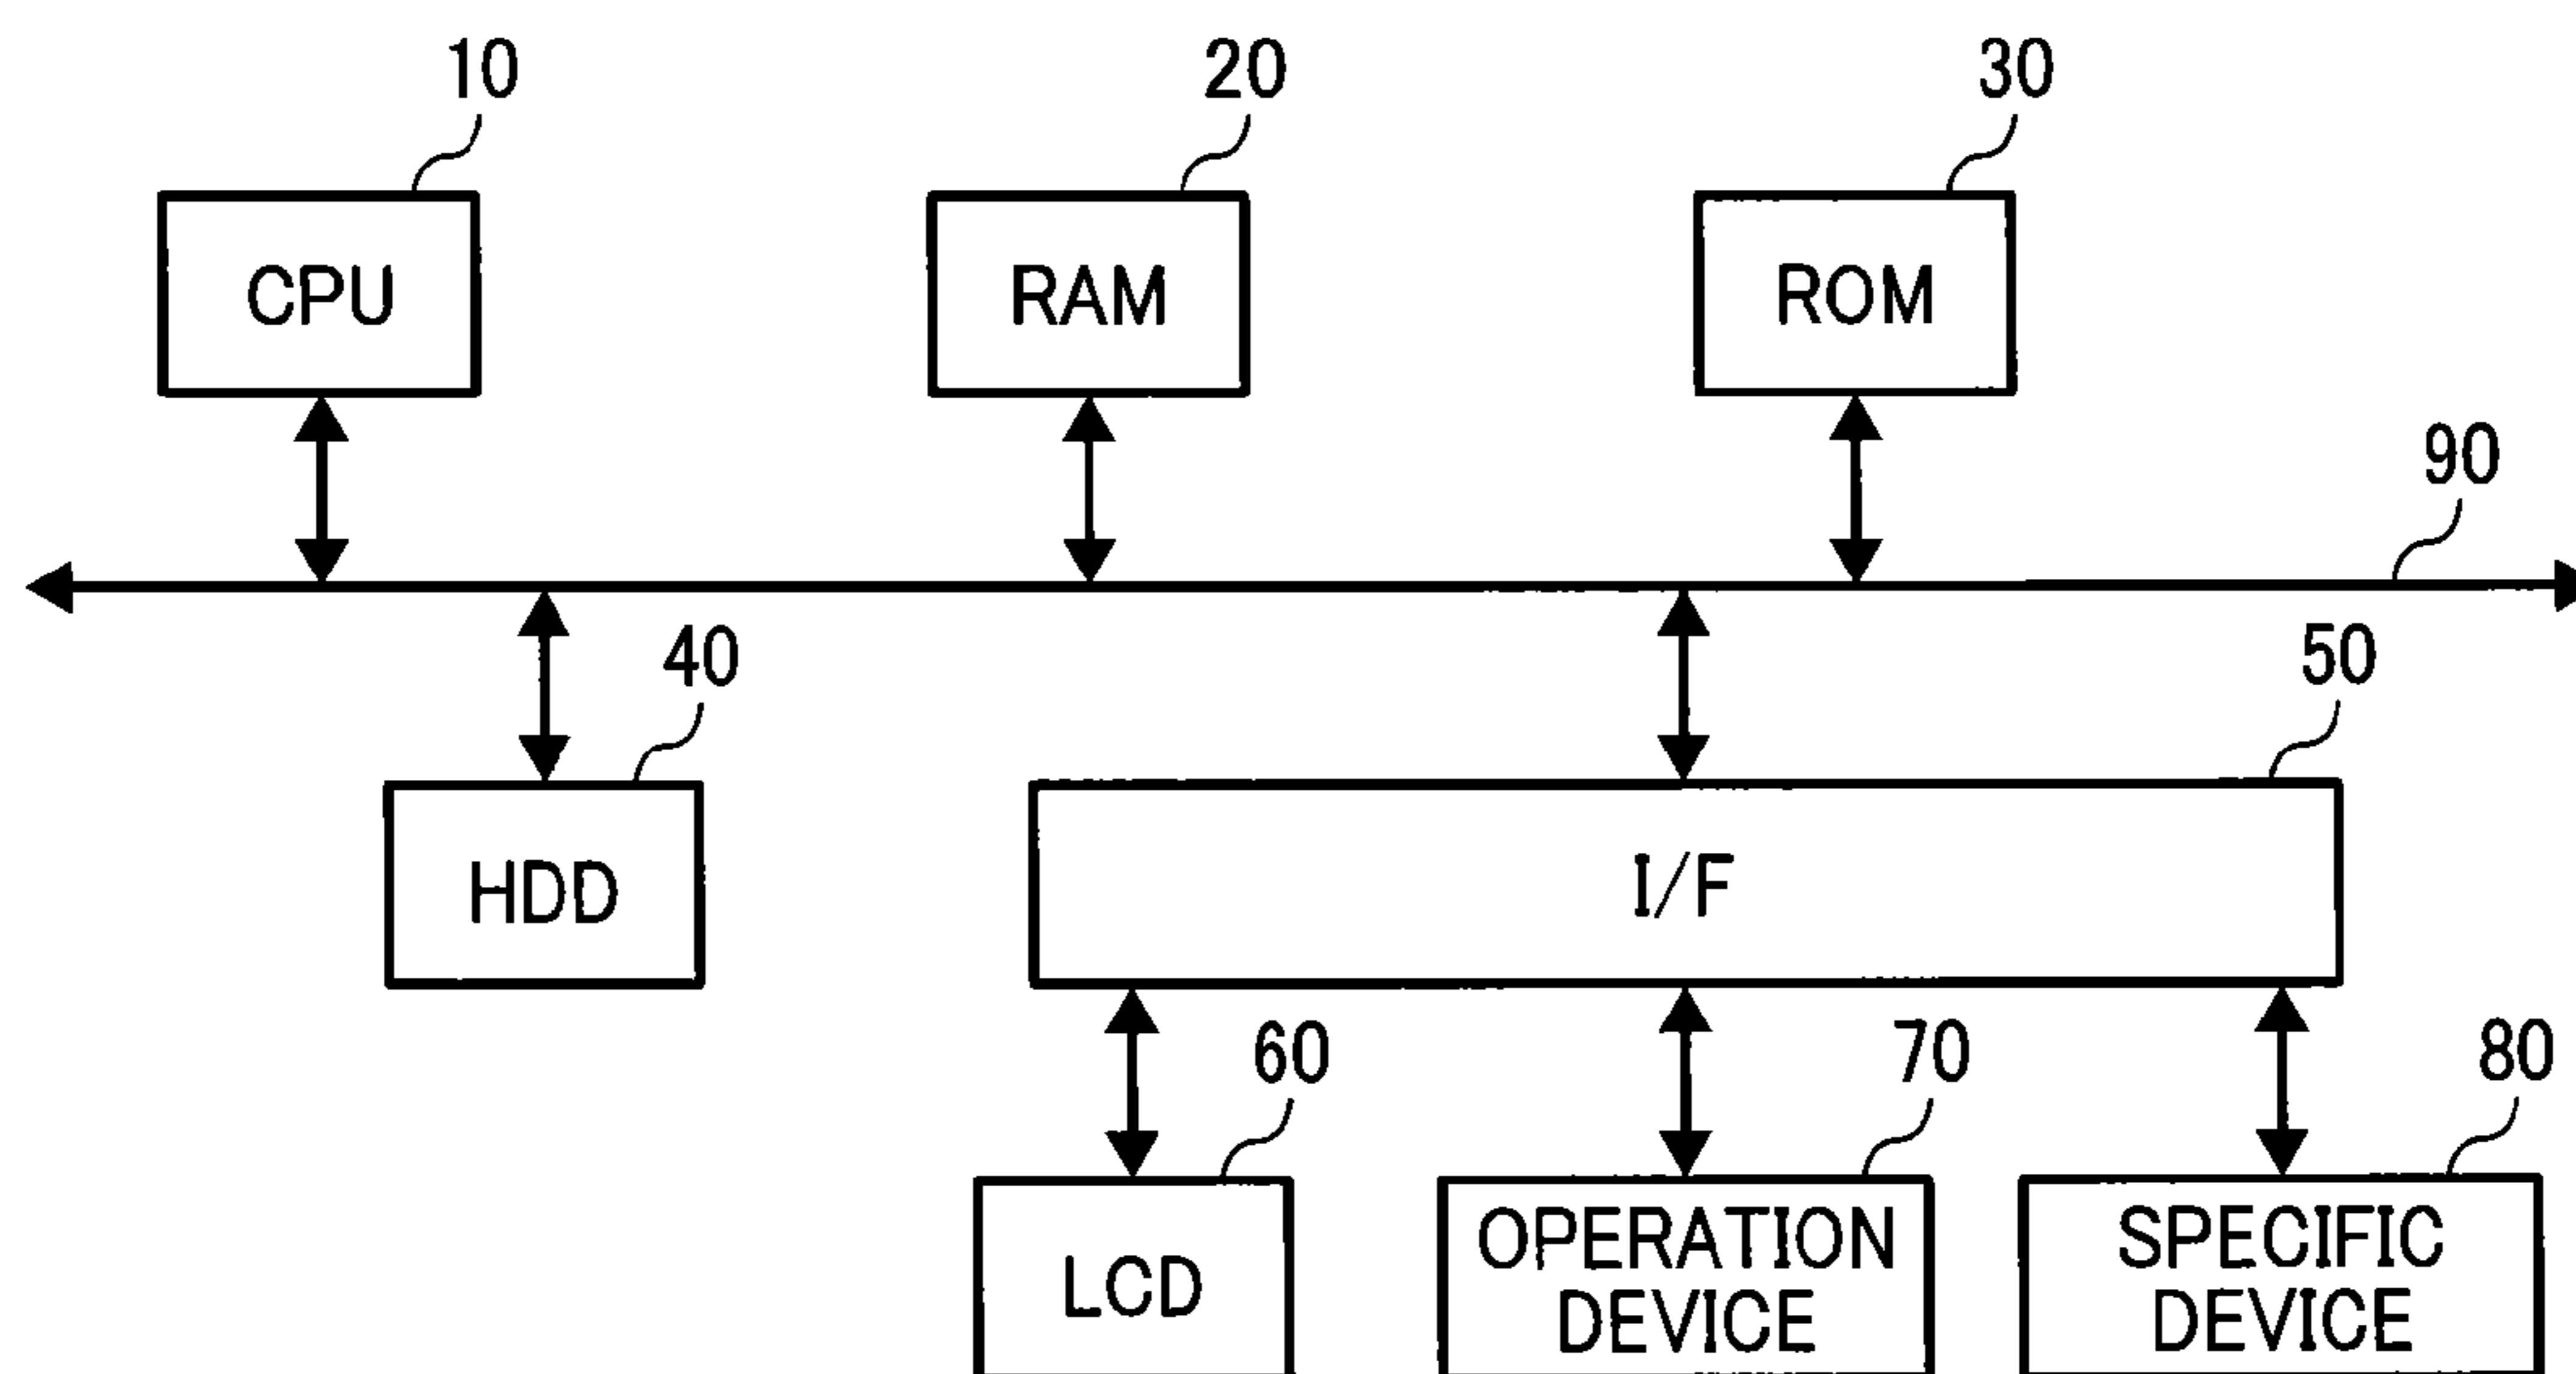 10
20
30
CPU
RAM
ROM
90
40
50
HDD
I/F
60
70
80
LCD
OPERATION
DEVICE
SPECIFIC
DEVICE